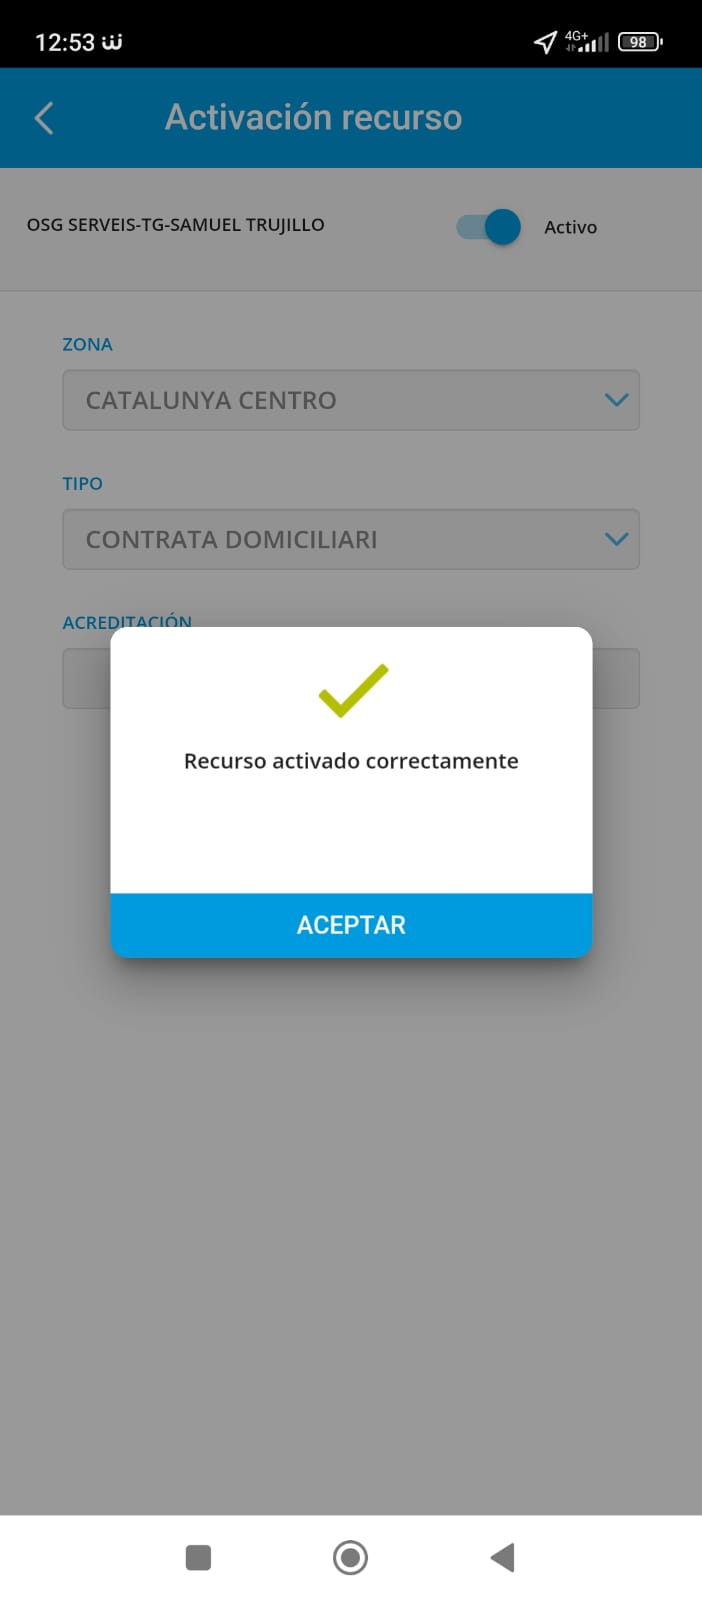 12:53
4G+
98
Activación recurso
OSG SERVEIS-TG-SAMUEL TRUJILLO
Activo
ZONA
CATALUNYA CENTRO
TIPO
CONTRATA DOMICILIARI
ACREDITACIÓN
Recurso activado correctamente
ACEPTAR